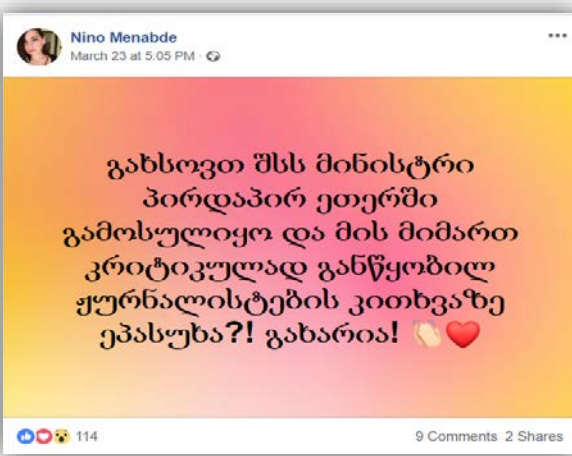 Nino Menabde
March 23 at 5:05 PM ·
გახსოვთ შსს მინისტრი
პირდაპირ ეთერში
გამოსულიყო და მის მიმართ
კრიტიკულად განწყობილ
ჟურნალისტების კითხვაზე
ეპასუხა?! გახარია! 👏🏻❤️
114
9 Comments 2 Shares